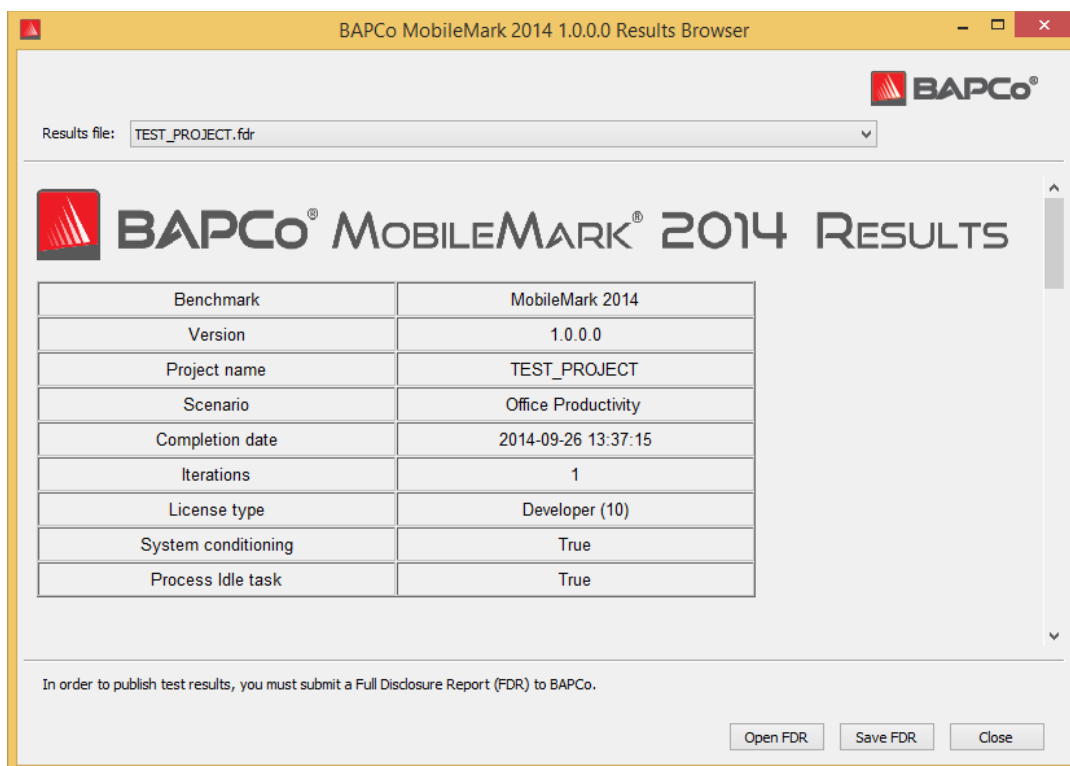 BAPCo MobileMark 2014 1.0.0.0 Results Browser
BAPCo®
Results file: TEST_PROJECT.fdr
BAPCo® MOBILEMARK® 2014 RESULTS
Benchmark MobileMark 2014
Version 1.0.0.0
Project name TEST_PROJECT
Scenario Office Productivity
Completion date 2014-09-26 13:37:15
Iterations 1
License type Developer (10)
System conditioning True
Process Idle task True
In order to publish test results, you must submit a Full Disclosure Report (FDR) to BAPCo.
Open FDR Save FDR Close